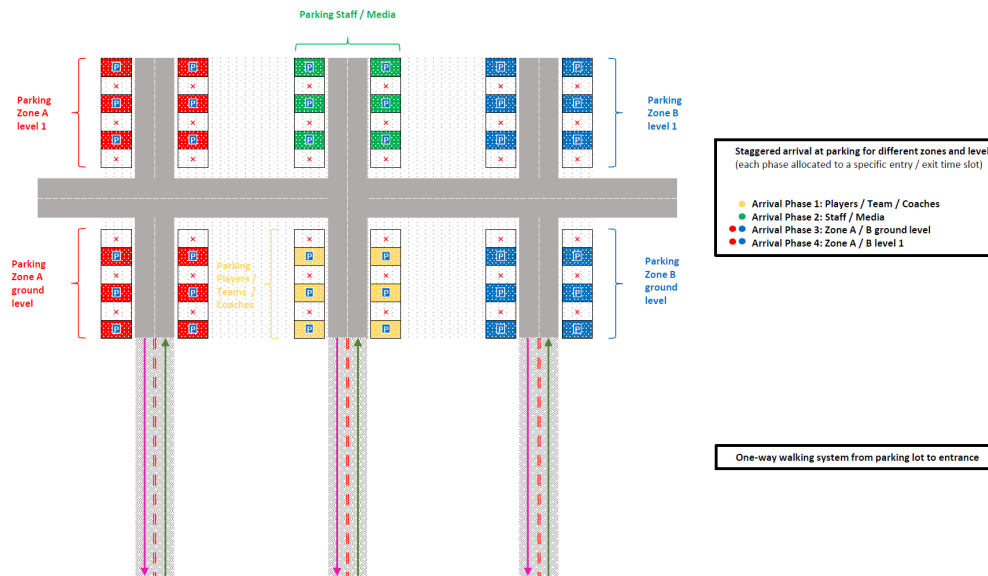 Parking Staff / Media
P P P P P P
× × × × × ×
P P P P P P
× × × × × ×
P P P P P P
× × × × × ×
Parking
Zone A
level 1
Parking
Zone B
level 1
Staggered arrival at parking for different zones and level
(each phase allocated to a specific entry / exit time slot)
Arrival Phase 1: Players / Team / Coaches
Arrival Phase 2: Staff / Media
Arrival Phase 3: Zone A / B ground level
Arrival Phase 4: Zone A / B level 1
× × × × × ×
P P P P P P
× × × × × ×
P P P P P P
× × × × × ×
P P P P P P
Parking
Zone A
ground
level
Parking
Players /
Teams /
Coaches
Parking
Zone B
ground
level
One-way walking system from parking lot to entrance